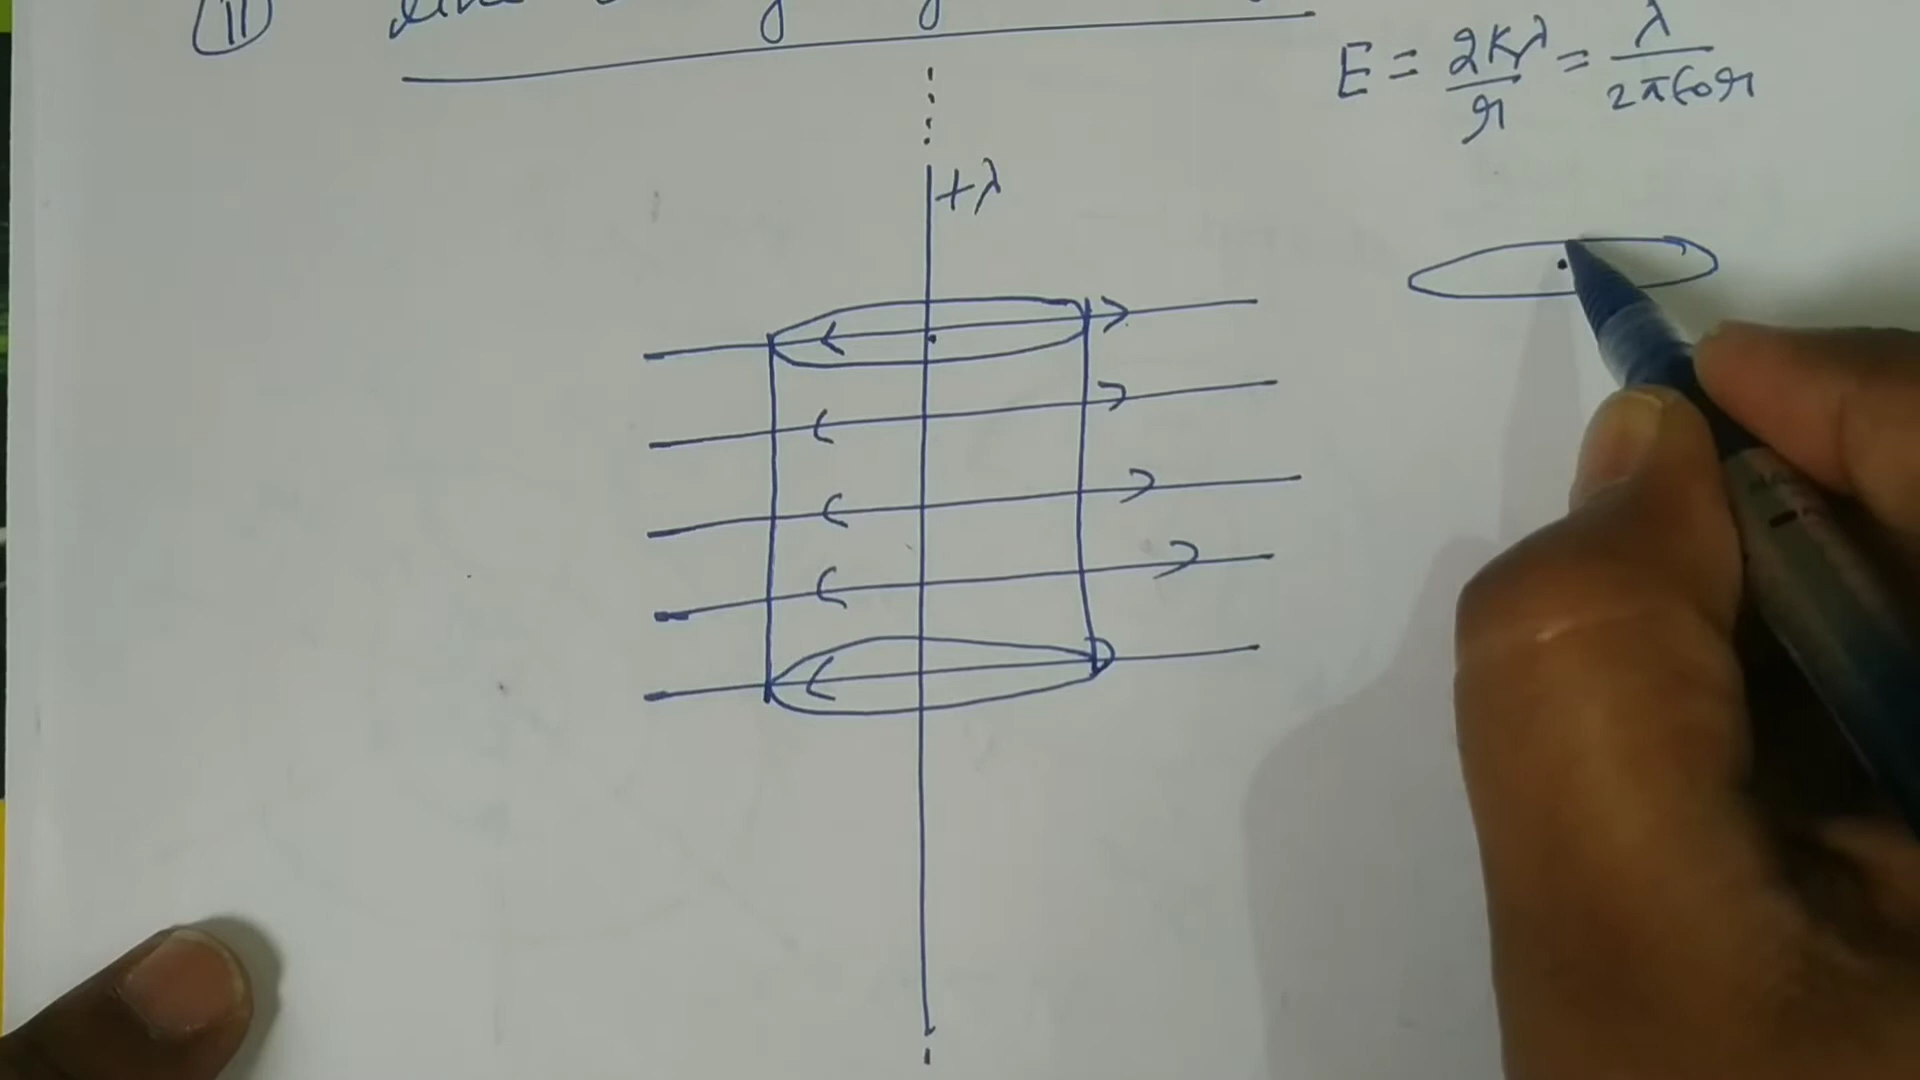 (11)
E = 2Kλ/r = λ/2πϵ0r
+λ